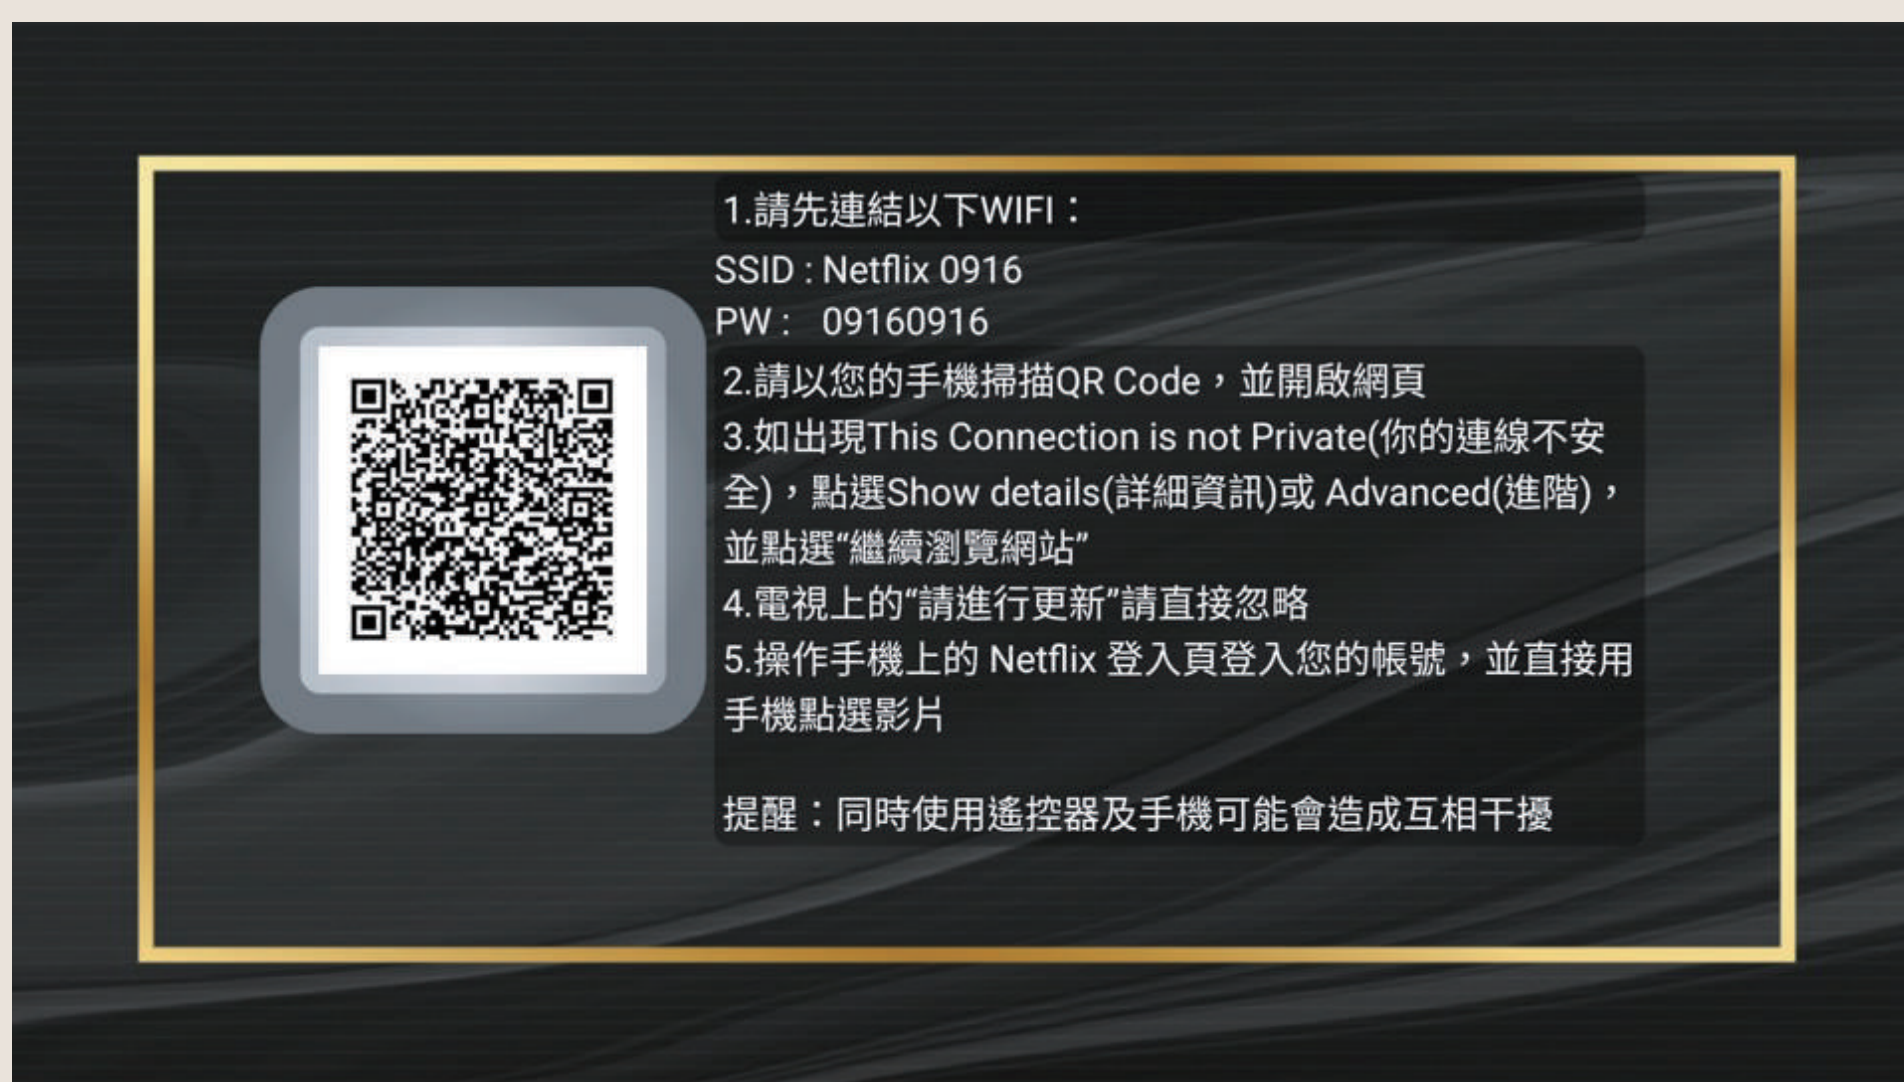 1.請先連結以下WIFI：
SSID : Netflix 0916
PW :   09160916
2.請以您的手機掃描QR Code，並開啟網頁
3.如出現This Connection is not Private(你的連線不安
全)，點選Show details(詳細資訊)或 Advanced(進階)，
並點選“繼續瀏覽網站”
4.電視上的“請進行更新”請直接忽略
5.操作手機上的 Netflix 登入頁登入您的帳號，並直接用
手機點選影片
提醒：同時使用遙控器及手機可能會造成互相干擾